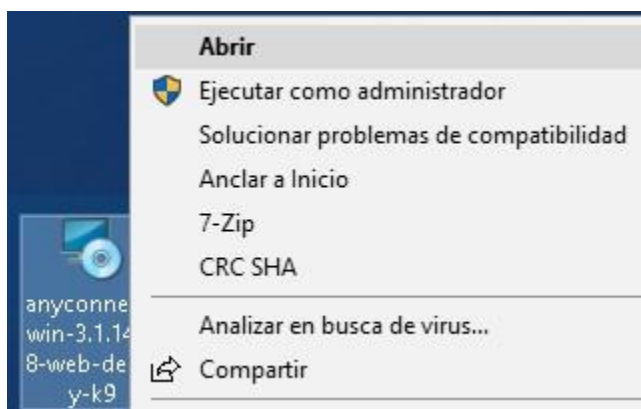 Abrir
Ejecutar como administrador
Solucionar problemas de compatibilidad
Anclar a Inicio
7-Zip
CRC SHA
Analizar en busca de virus...
Compartir
anyconne
win-3.1.14
8-web-de
y-k9